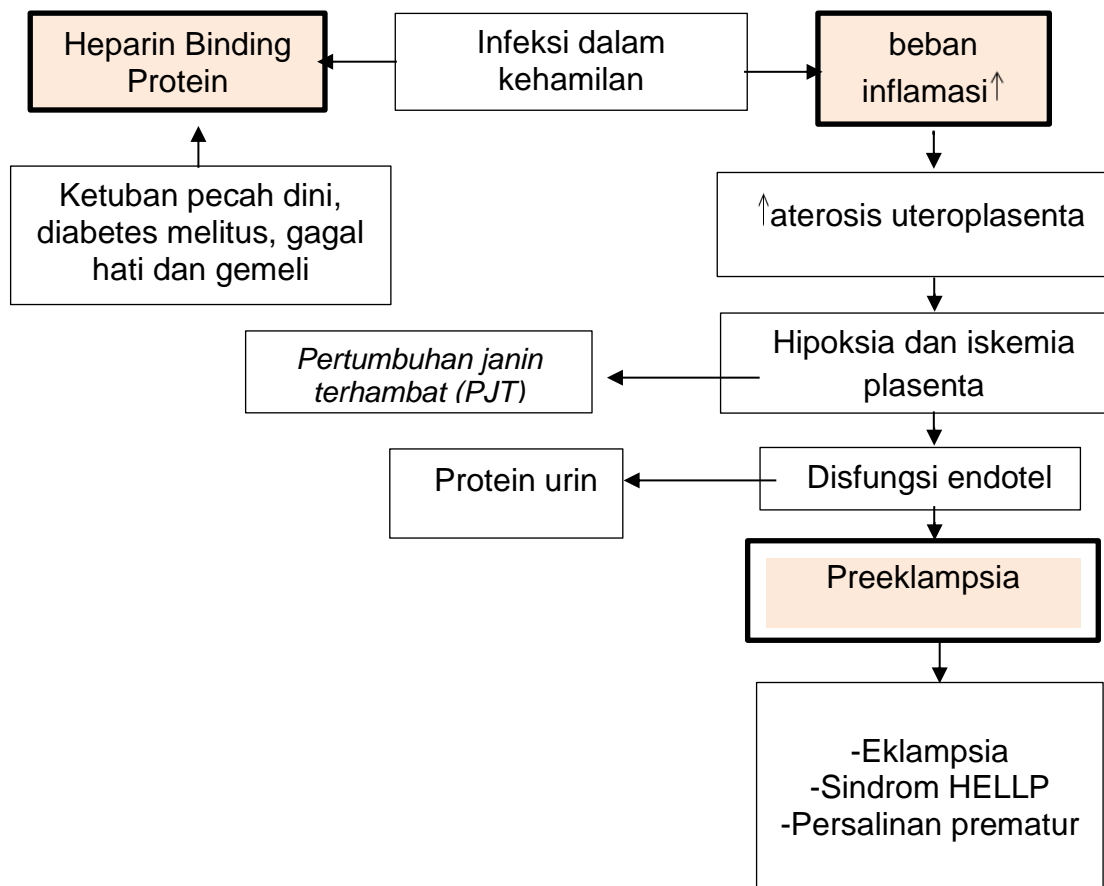 Heparin Binding
Protein
Infeksi dalam
kehamilan
beban
inflamasi↑
Ketuban pecah dini,
diabetes melitus, gagal
hati dan gemeli
↑aterosis uteroplasenta
Pertumbuhan janin
terhambat (PJT)
Hipoksia dan iskemia
plasenta
Protein urin
Disfungsi endotel
Preeklampsia
-Eklampsia
-Sindrom HELLP
-Persalinan prematur